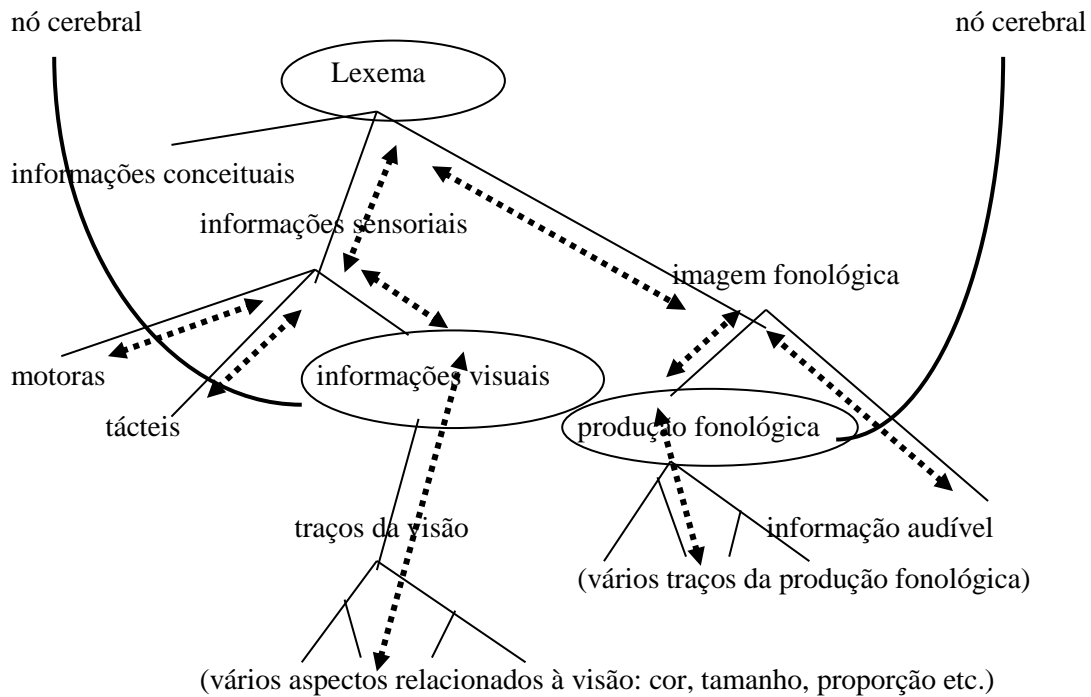 nó cerebral
nó cerebral
Lexema
informações conceituais
informações sensoriais
imagem fonológica
motoras
informações visuais
tácteis
produção fonológica
traços da visão
informação audível
(vários traços da produção fonológica)
(vários aspectos relacionados à visão: cor, tamanho, proporção etc.)